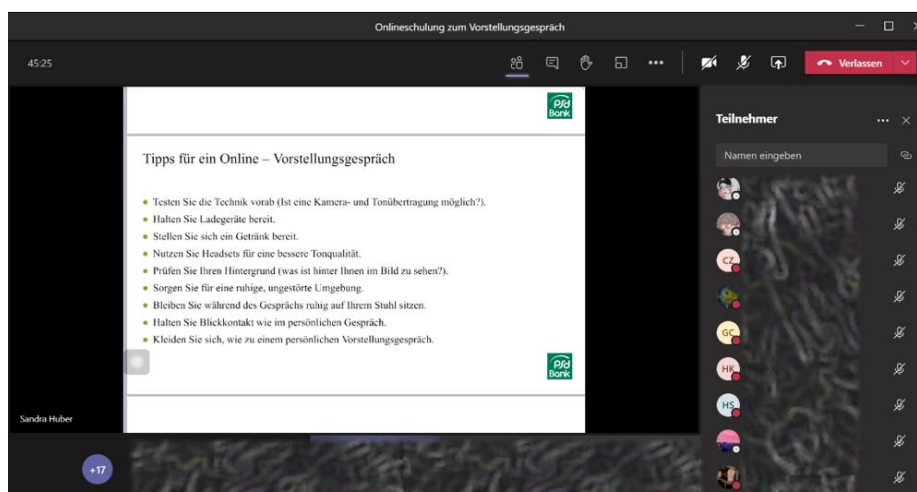 Onlineschulung zum Vorstellungsgespräch
45:25
Verlassen
Psd
Bank
Tipps für ein Online – Vorstellungsgespräch
Testen Sie die Technik vorab (Ist eine Kamera- und Tonübertragung möglich?).
Halten Sie Ladegeräte bereit.
Stellen Sie sich ein Getränk bereit.
Nutzen Sie Headsets für eine bessere Tonqualität.
Prüfen Sie Ihren Hintergrund (was ist hinter Ihnen im Bild zu sehen?).
Sorgen Sie für eine ruhige, ungestörte Umgebung.
Bleiben Sie während des Gesprächs ruhig auf Ihrem Stuhl sitzen.
Halten Sie Blickkontakt wie im persönlichen Gespräch.
Kleiden Sie sich, wie zu einem persönlichen Vorstellungsgespräch.
Psd
Bank
Sandra Huber
+17
Teilnehmer
Namen eingeben
CZ
GC
HK
HS